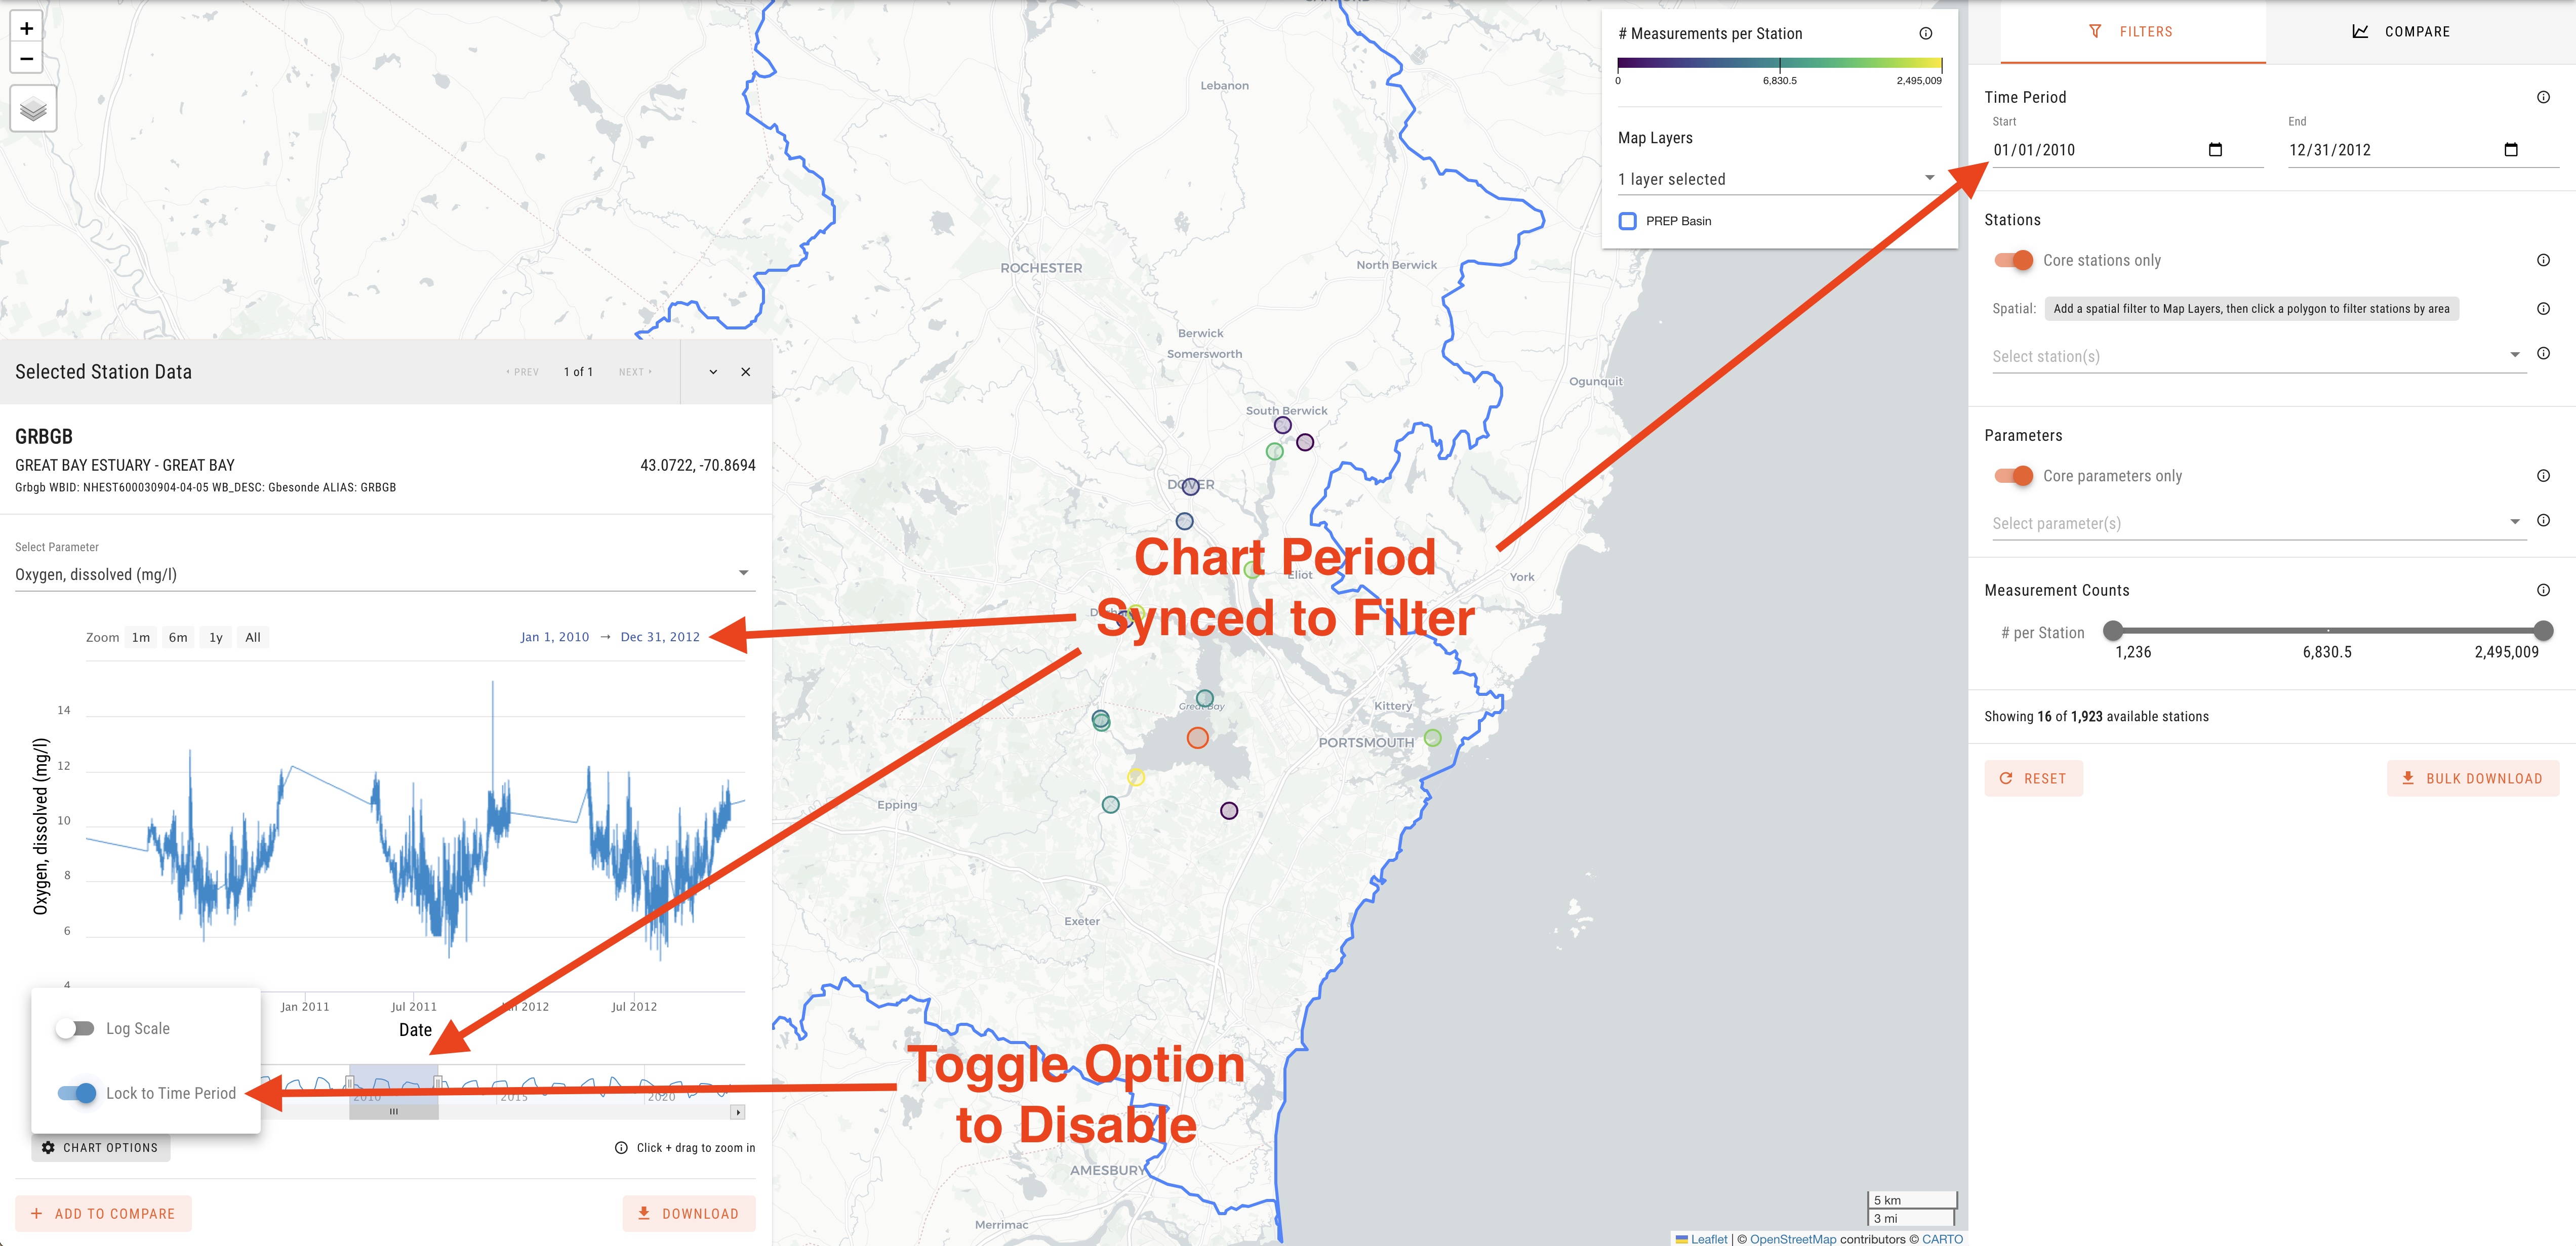 +
−
SANFORD
Lebanon
ROCHESTER
North Berwick
Berwick
Somersworth
Ogunquit
South Berwick
DOVER
Eliot
York
Great Bay
Kittery
PORTSMOUTH
Epping
Exeter
AMESBURY
Merrimac
# Measurements per Station
0
6,830.5
2,495,009
Map Layers
1 layer selected
PREP Basin
FILTERS
COMPARE
Time Period
Start
End
01/01/2010
12/31/2012
Stations
Core stations only
Spatial: Add a spatial filter to Map Layers, then click a polygon to filter stations by area
Select station(s)
Parameters
Core parameters only
Select parameter(s)
Measurement Counts
# per Station
1,236
6,830.5
2,495,009
Showing 16 of 1,923 available stations
RESET
BULK DOWNLOAD
Selected Station Data
PREV
1 of 1
NEXT
GRBGB
GREAT BAY ESTUARY - GREAT BAY
43.0722, -70.8694
Grbgb WBID: NHEST600030904-04-05 WB_DESC: Gbesonde ALIAS: GRBGB
Select Parameter
Oxygen, dissolved (mg/l)
Zoom 1m 6m 1y All
Jan 1, 2010 → Dec 31, 2012
Oxygen, dissolved (mg/l)
14
12
10
8
6
4
Jan 2011
Jul 2011
2012
Jul 2012
Date
2010
2015
2020
Log Scale
Lock to Time Period
CHART OPTIONS
Click + drag to zoom in
+ ADD TO COMPARE
DOWNLOAD
Chart Period
Synced to Filter
Toggle Option
to Disable
5 km
3 mi
Leaflet | © OpenStreetMap contributors © CARTO